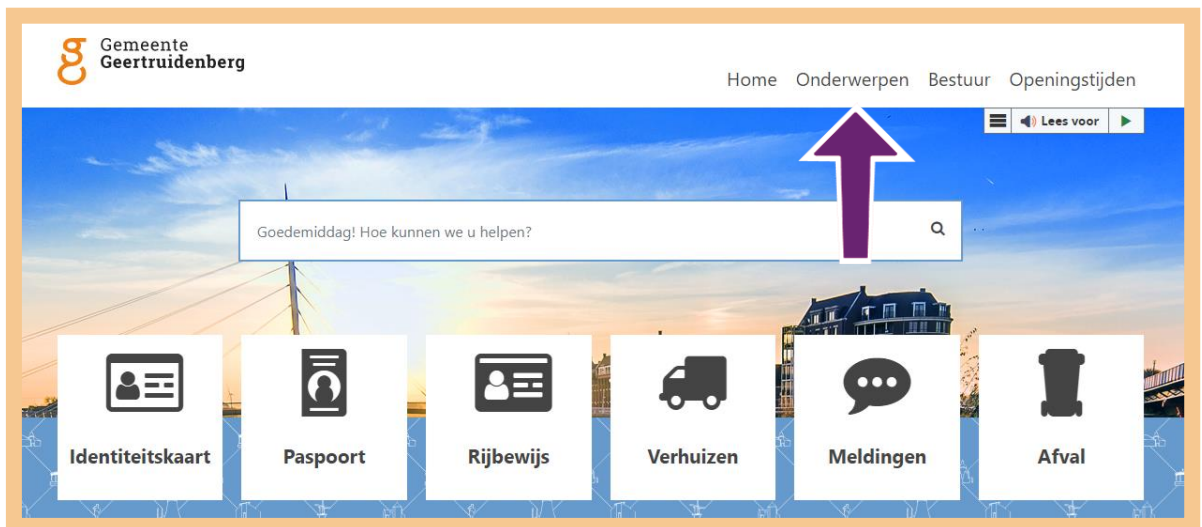 Gemeente
Geertruidenberg
Home Onderwerpen Bestuur Openingstijden
Lees voor
Goedemiddag! Hoe kunnen we u helpen?
Identiteitskaart Paspoort Rijbewijs Verhuizen Meldingen Afval